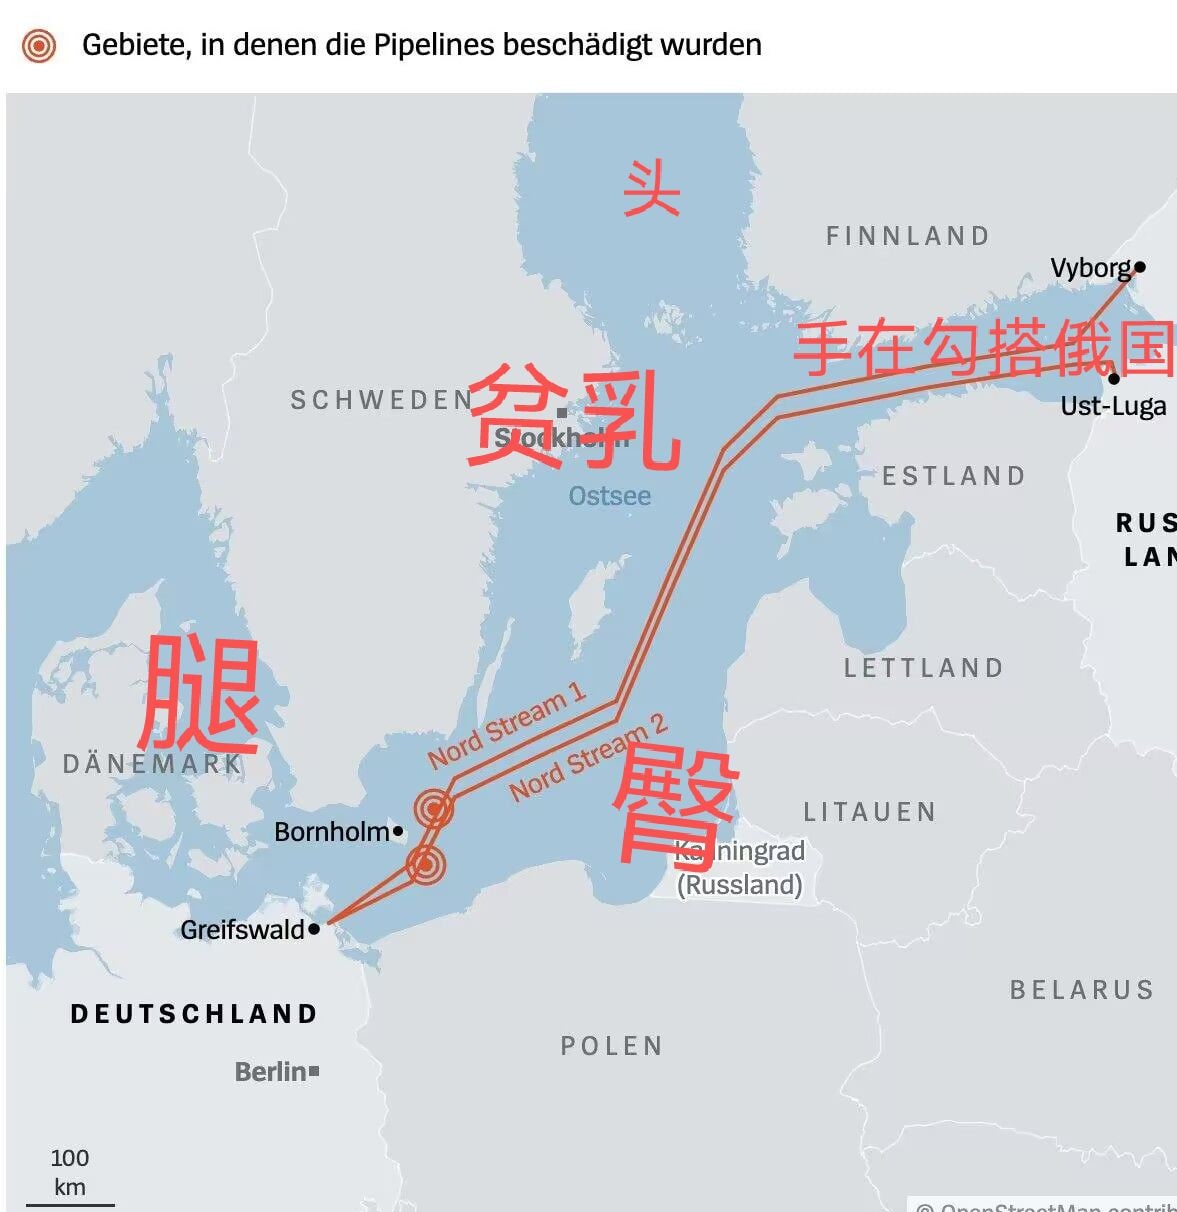 Gebiete, in denen die Pipelines beschädigt wurden
头
FINNLAND
Vyborg
手在勾搭俄国
SCHWEDEN
贫乳
Stockholm
Ust-Luga
Ostsee
ESTLAND
RUS
LAN
腿
LETTLAND
Nord Stream 1
Nord Stream 2
DÄNEMARK
臀
LITAUEN
Bornholm
Kaliningrad
(Russland)
Greifswald
BELARUS
DEUTSCHLAND
POLEN
Berlin
100
km
© OpenStreetMap contrib